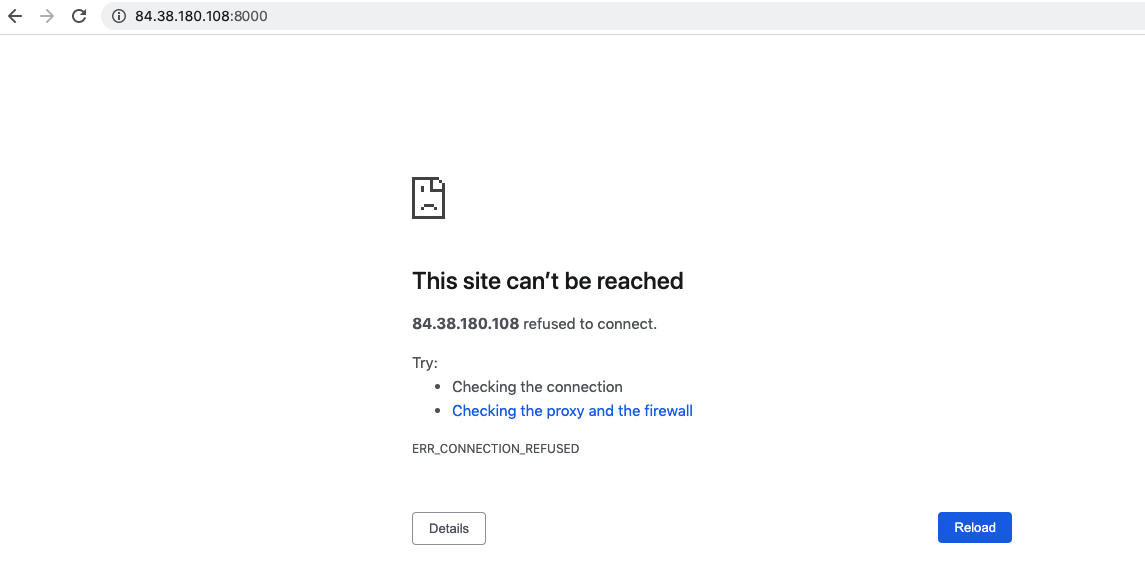 84.38.180.108:8000
This site can't be reached
84.38.180.108 refused to connect.
Try:
• Checking the connection
• Checking the proxy and the firewall
ERR_CONNECTION_REFUSED
Details
Reload